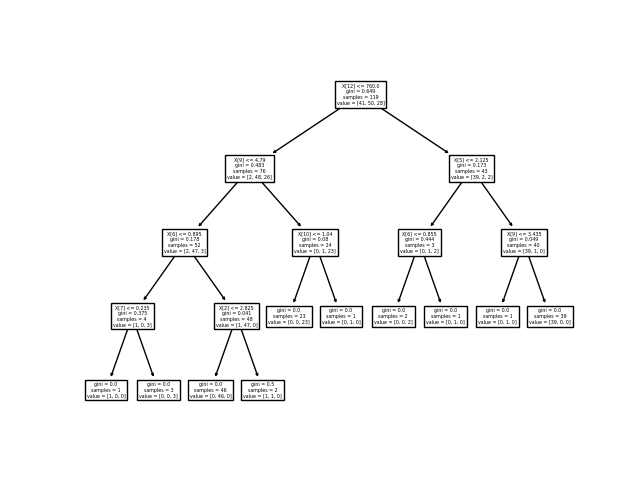 X[12] <= 760.0
gini = 0.649
samples = 119
value = [41, 50, 28]
X[9] <= 4.79
gini = 0.483
samples = 76
value = [2, 48, 26]
X[5] <= 2.125
gini = 0.173
samples = 43
value = [39, 2, 2]
X[6] <= 0.895
gini = 0.178
samples = 52
value = [2, 47, 3]
X[10] <= 1.04
gini = 0.08
samples = 24
value = [0, 1, 23]
X[6] <= 0.855
gini = 0.444
samples = 3
value = [0, 1, 2]
X[9] <= 3.435
gini = 0.049
samples = 40
value = [39, 1, 0]
X[7] <= 0.235
gini = 0.375
samples = 4
value = [1, 0, 3]
X[2] <= 2.825
gini = 0.041
samples = 48
value = [1, 47, 0]
gini = 0.0
samples = 23
value = [0, 0, 23]
gini = 0.0
samples = 1
value = [0, 1, 0]
gini = 0.0
samples = 2
value = [0, 0, 2]
gini = 0.0
samples = 1
value = [0, 1, 0]
gini = 0.0
samples = 1
value = [0, 1, 0]
gini = 0.0
samples = 39
value = [39, 0, 0]
gini = 0.0
samples = 1
value = [1, 0, 0]
gini = 0.0
samples = 3
value = [0, 0, 3]
gini = 0.0
samples = 46
value = [0, 46, 0]
gini = 0.5
samples = 2
value = [1, 1, 0]